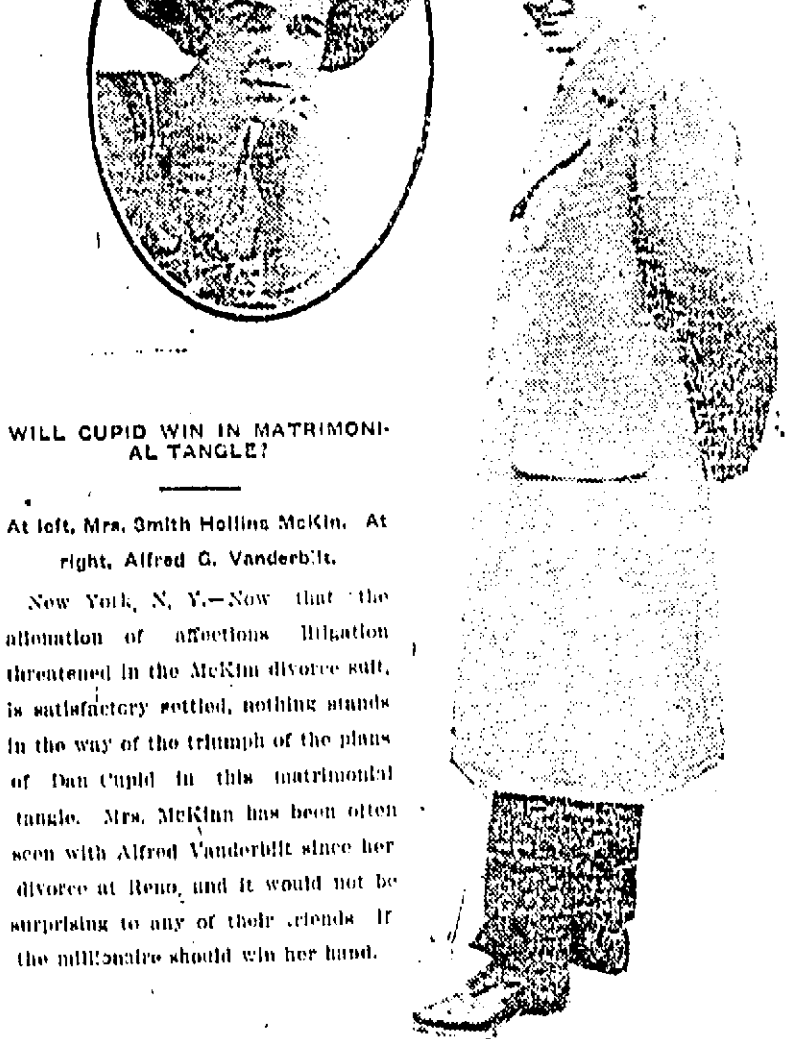 WILL CUPID WIN IN MATRIMONI-
AL TANGLE?
At left, Mrs. Smith Hollins McKin. At
right, Alfred G. Vanderbilt.
New York, N. Y.—Now that the
alienation of affections litigation
threatened in the McKim divorce suit,
is satisfactory settled, nothing stands
in the way of the triumph of the plans
of Dan Cupid in this matrimonial
tangle. Mrs. McKinn has been often
seen with Alfred Vanderbilt since her
divorce at Reno, and it would not be
surprising to any of their friends if
the millionaire should win her hand.